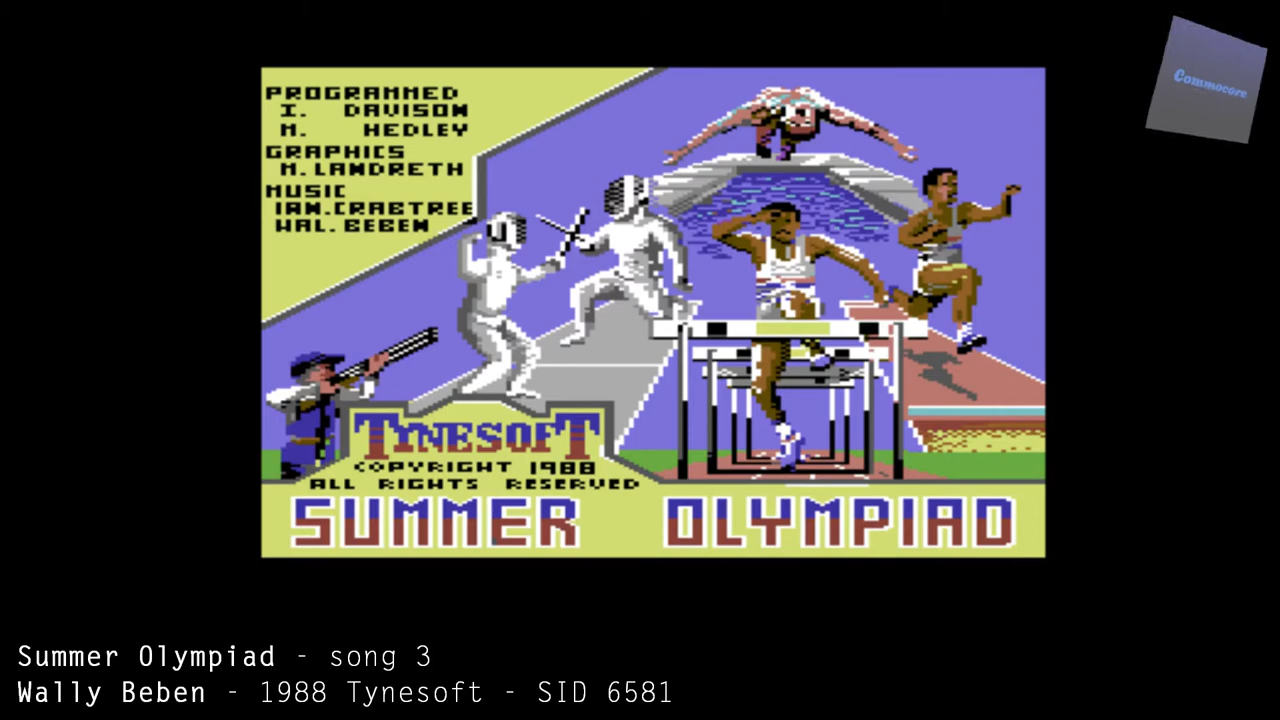 Commocore
PROGRAMMED
I. DAVISON
M. HEDLEY
GRAPHICS
M. LANDRETH
MUSIC
IAN. CRABTREE
WAL. BEBEN
TYNESOFT
COPYRIGHT 1988
ALL RIGHTS RESERVED
SUMMER OLYMPIAD
Summer Olympiad - song 3
Wally Beben - 1988 Tynesoft - SID 6581